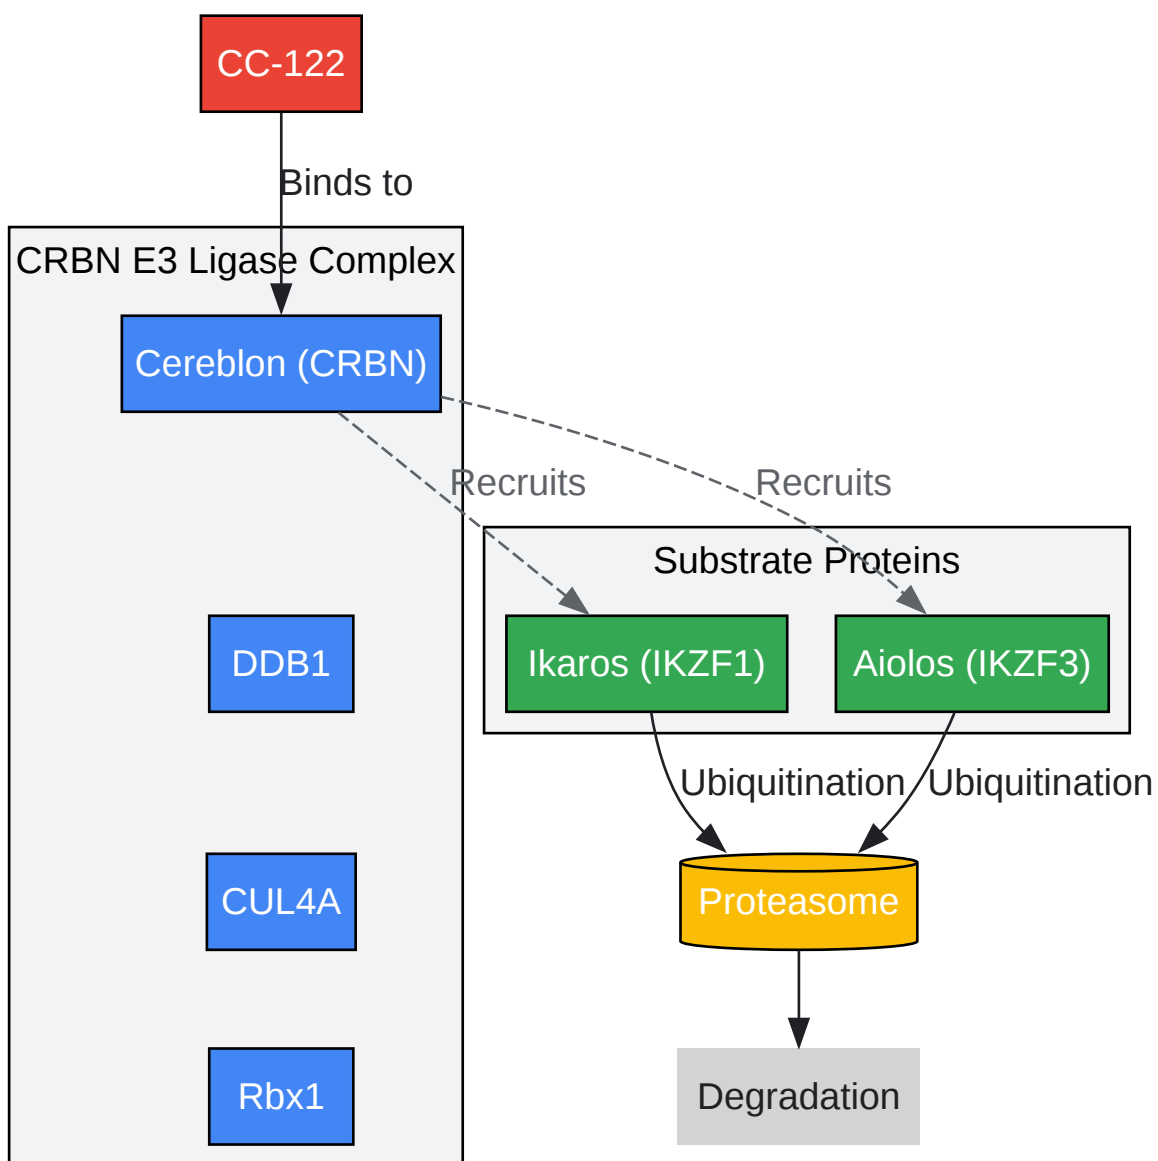 CC-122
Binds to
CRBN E3 Ligase Complex
Cereblon (CRBN)
Recruits
Recruits
Substrate Proteins
DDB1
Ikaros (IKZF1)
Aiolos (IKZF3)
Ubiquitination
Ubiquitination
CUL4A
Proteasome
Rbx1
Degradation